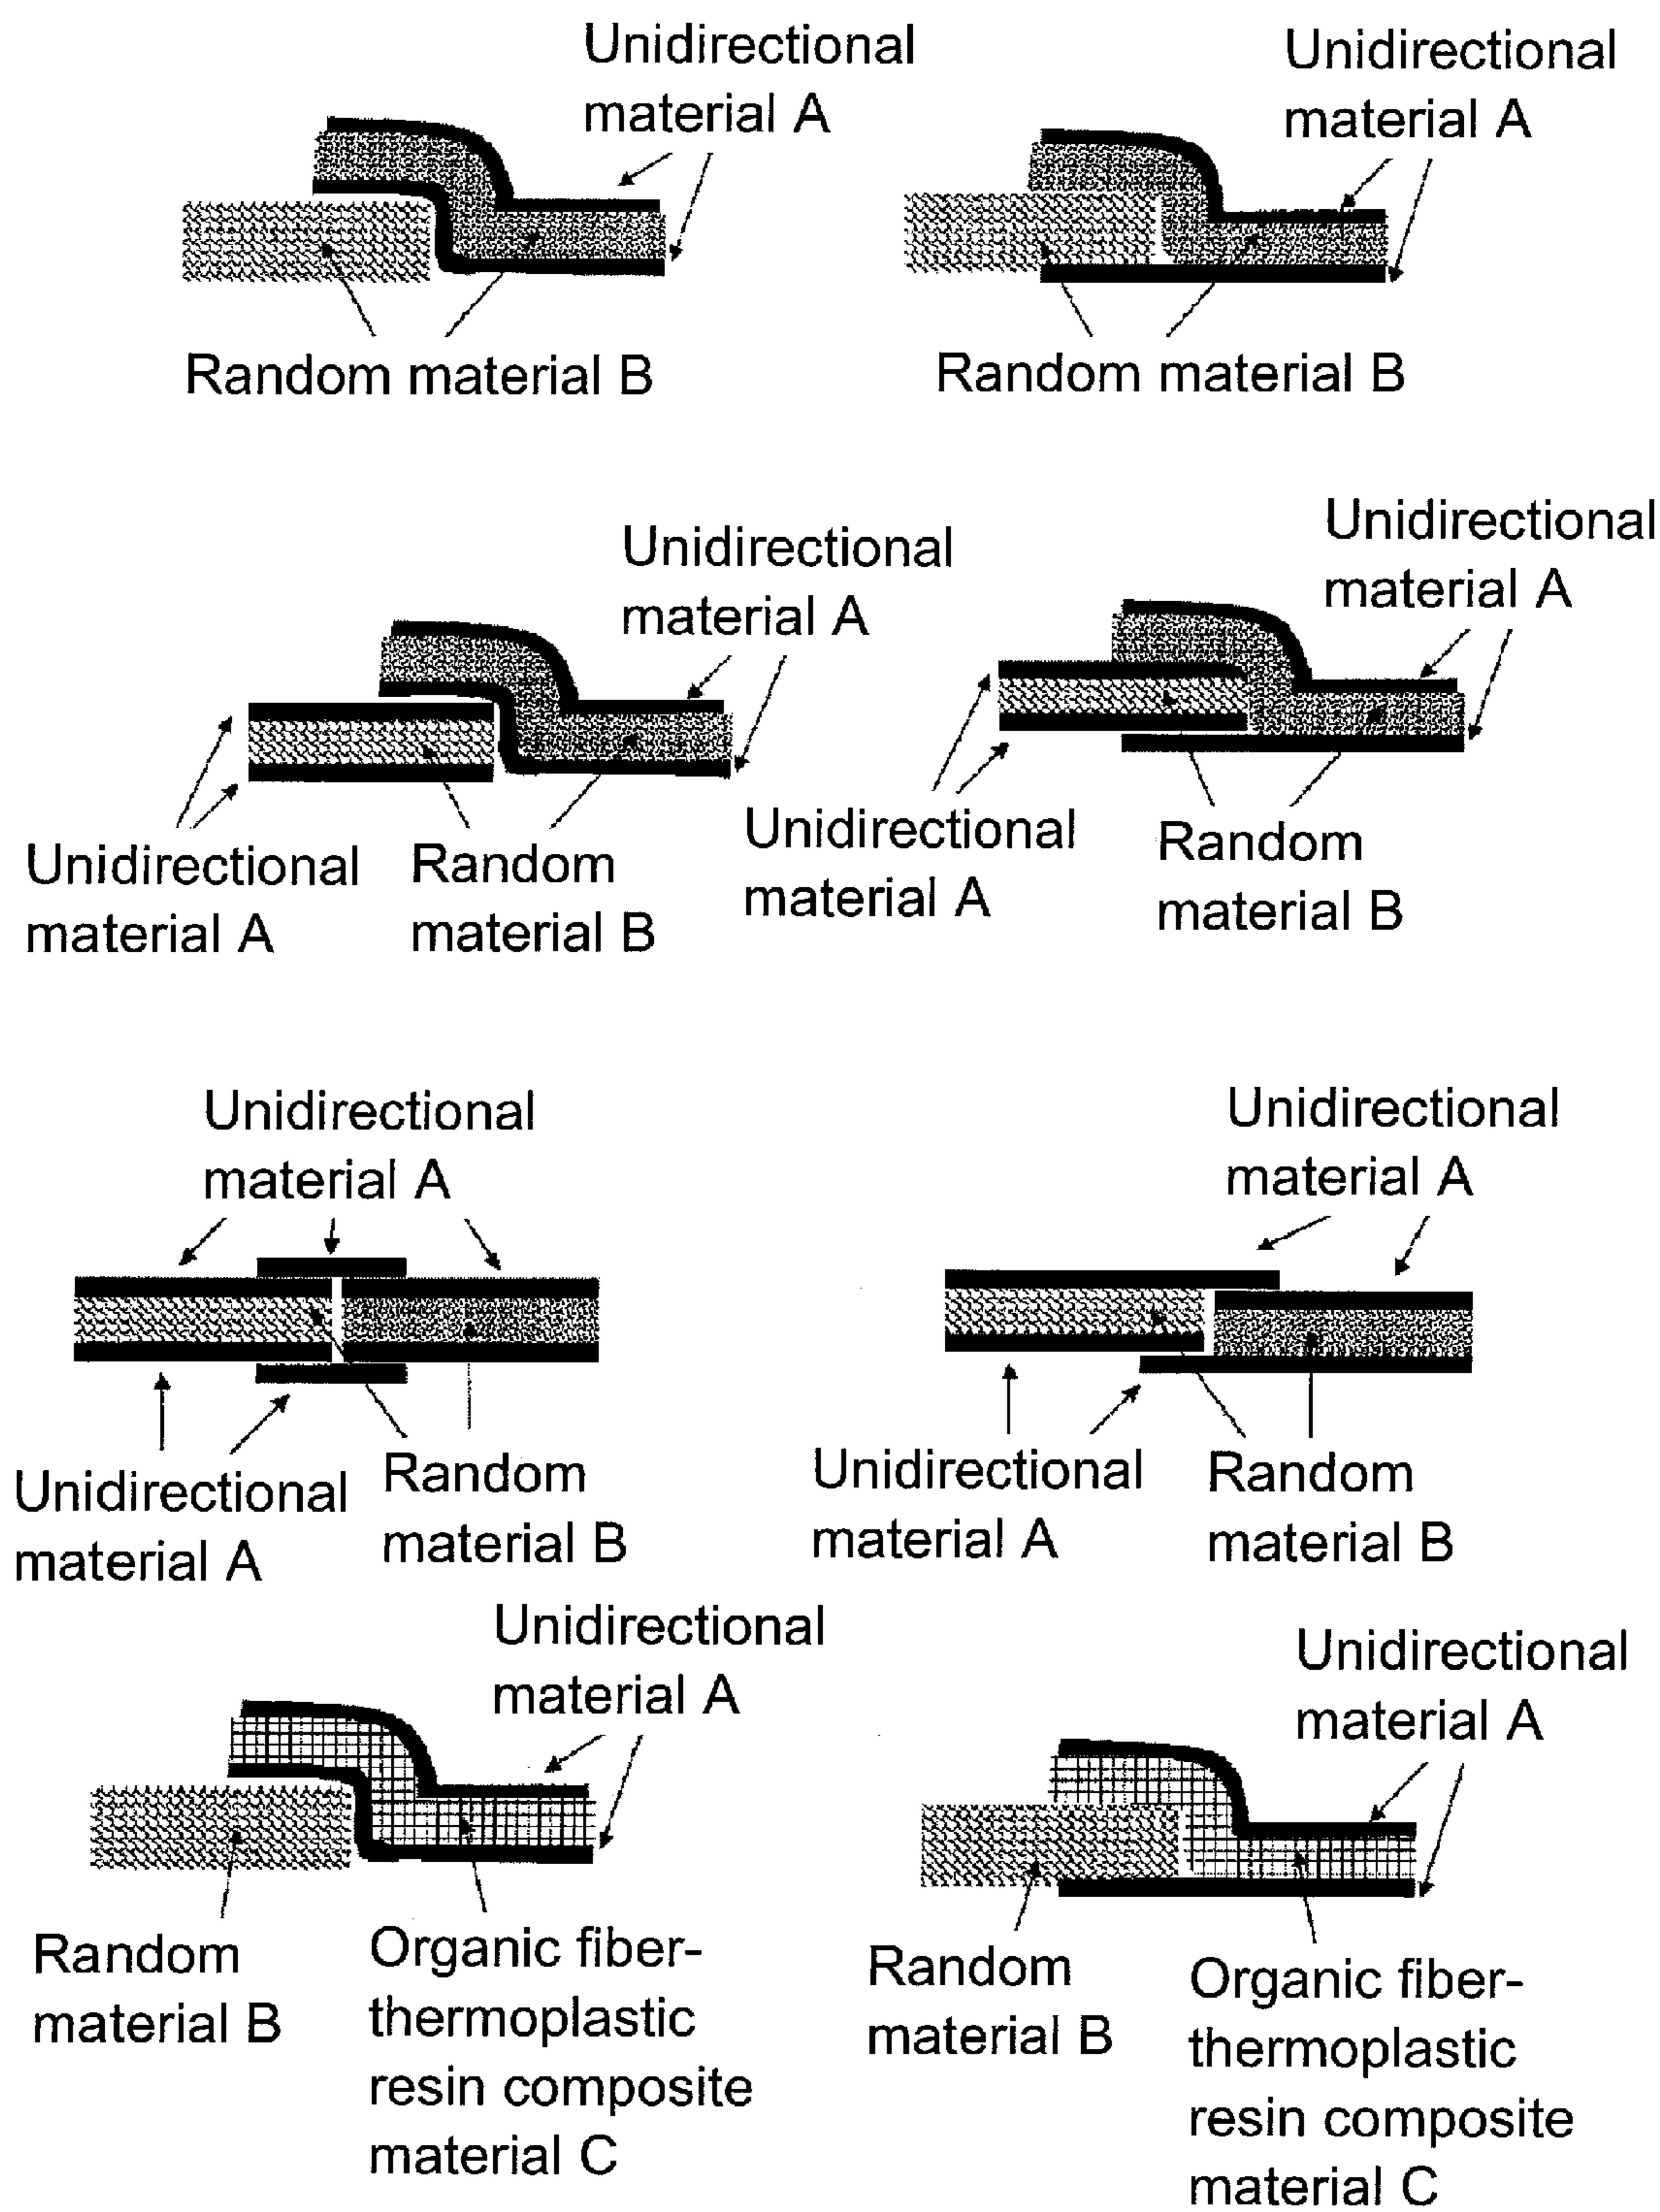 Unidirectional
material A
Unidirectional
material A
Random material B
Random material B
Unidirectional
material A
Unidirectional
material A
Unidirectional
material A
Random
material B
Unidirectional
material A
Random
material B
Unidirectional
material A
Unidirectional
material A
Unidirectional
material A
Random
material B
Unidirectional
material A
Random
material B
Unidirectional
material A
Unidirectional
material A
Random
material B
Organic fiber-
thermoplastic
resin composite
material C
Random
material B
Organic fiber-
thermoplastic
resin composite
material C